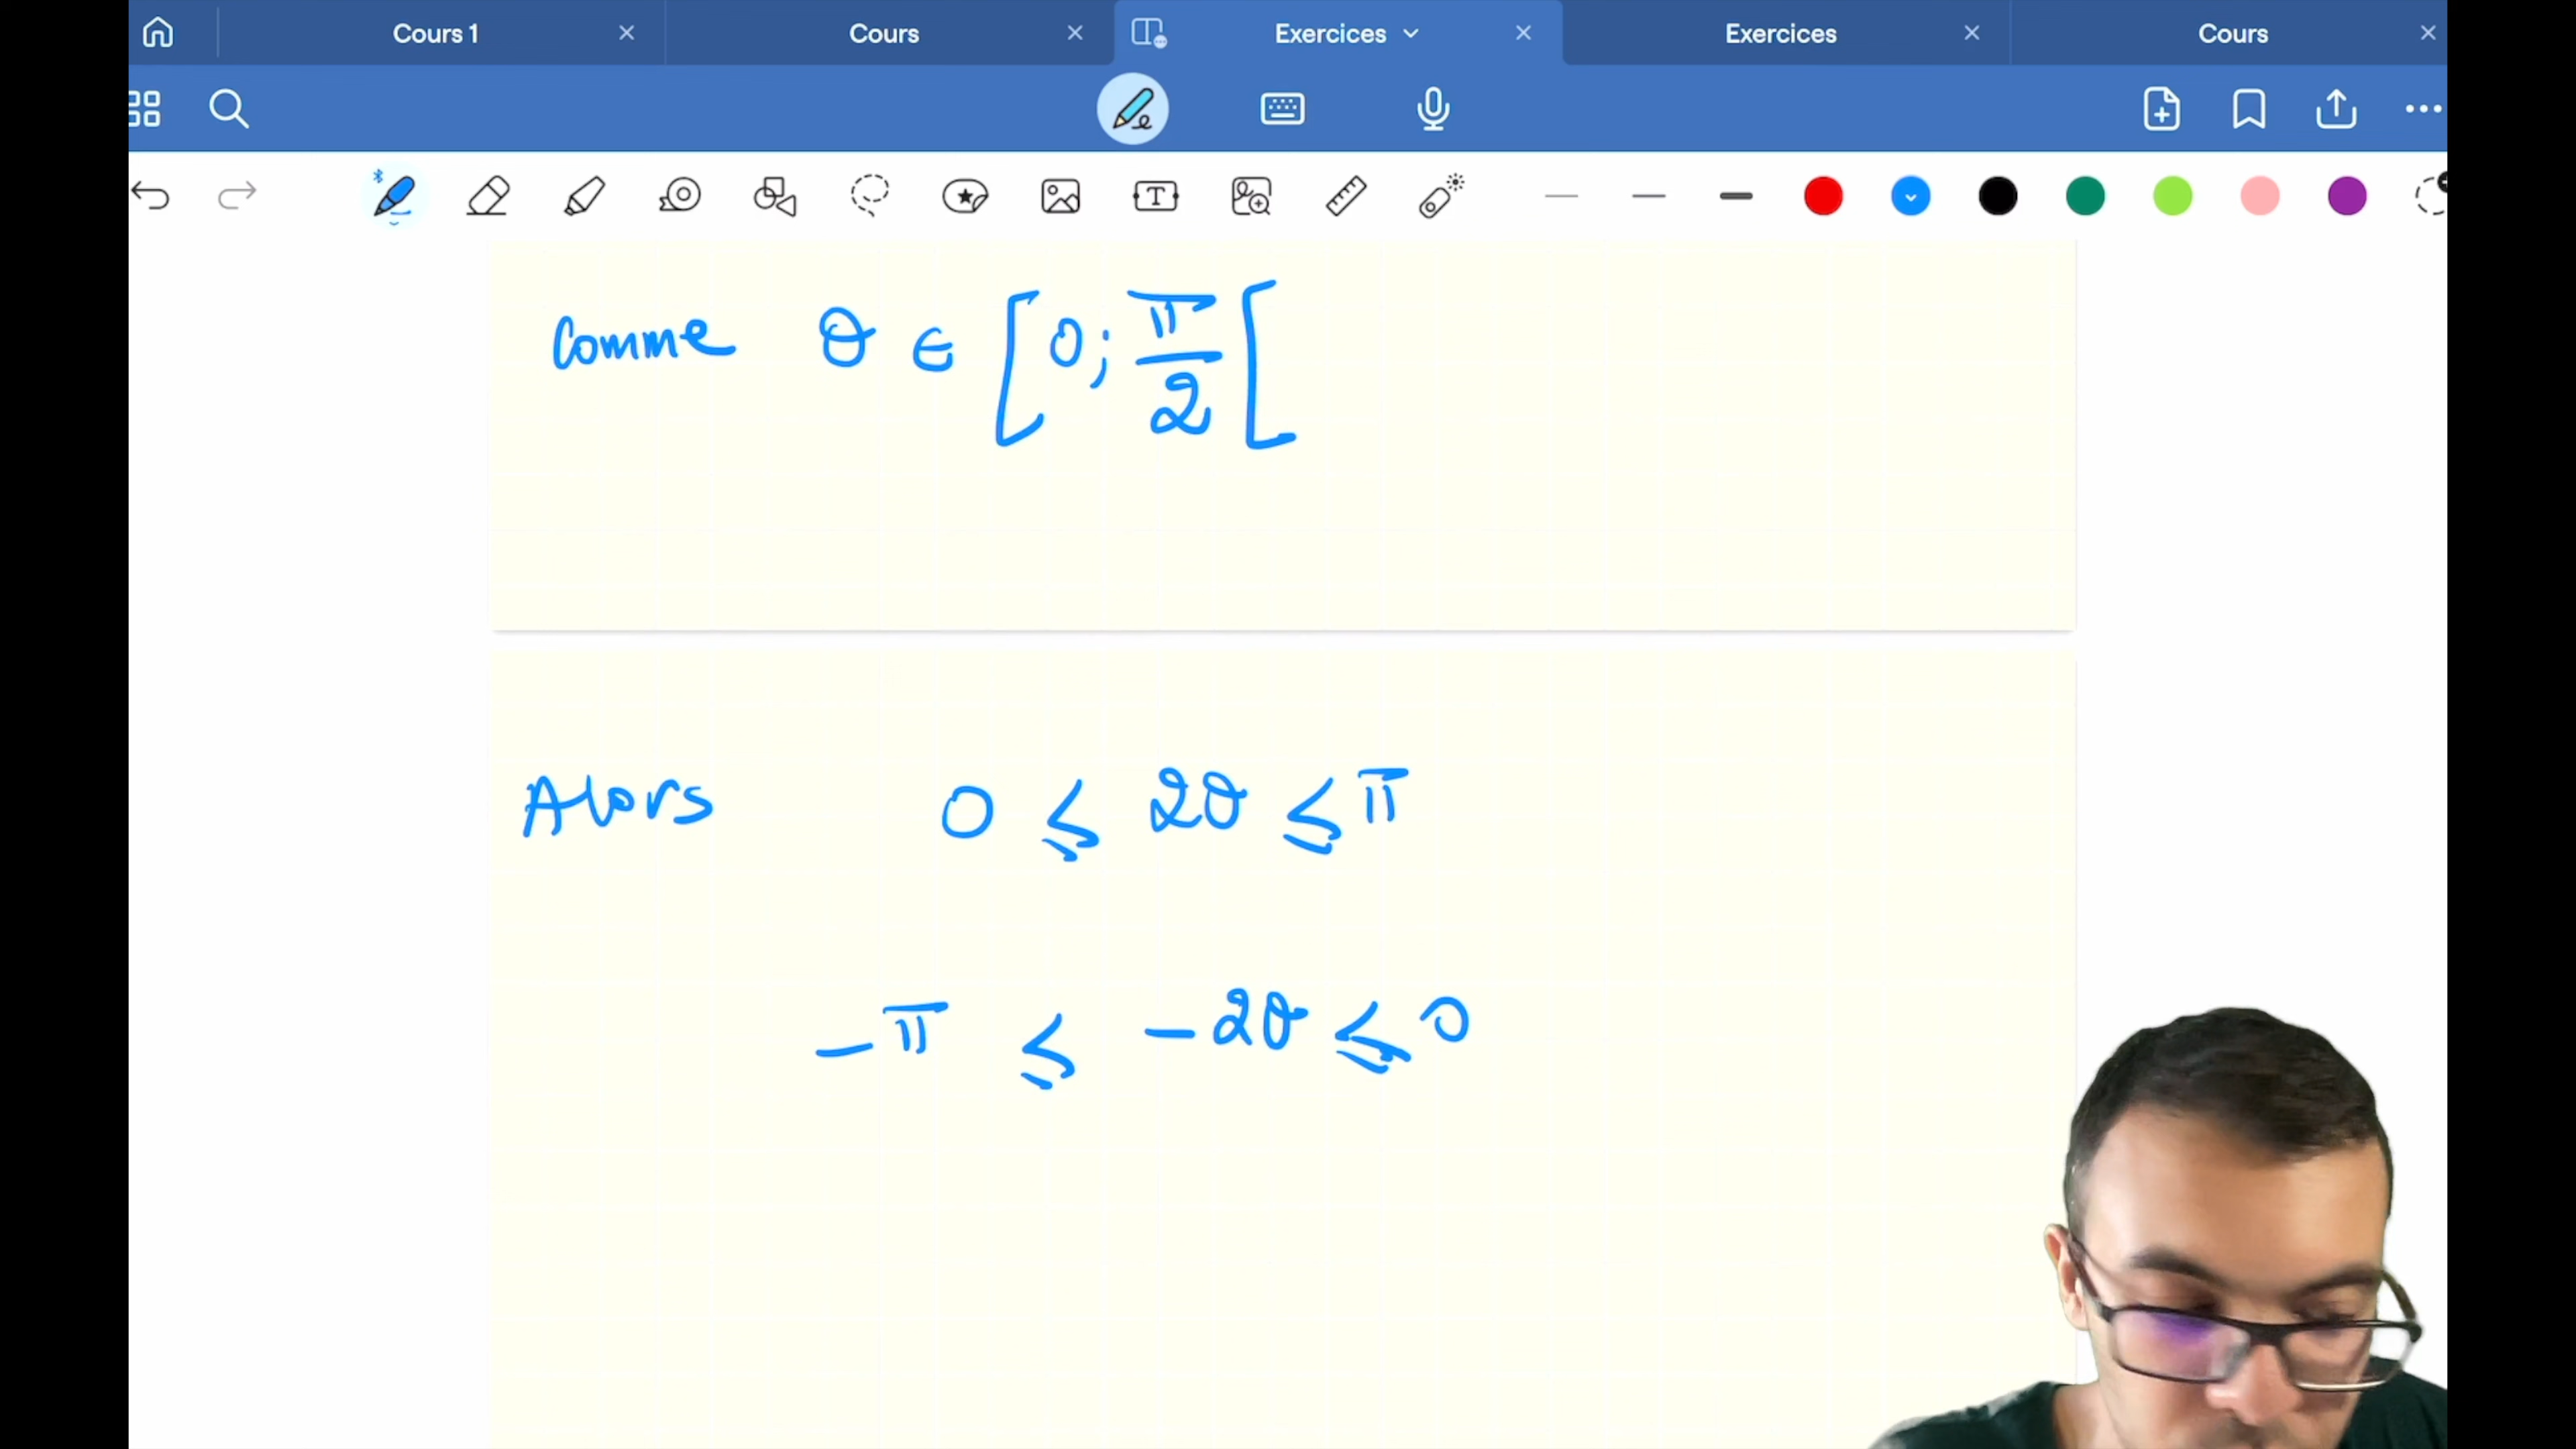 Cours 1 Cours Exercices Exercices Cours
Comme θ ∈ [0; π/2[
Alors 0 ≤ 2θ ≤ π
-π ≤ -2θ ≤ 0